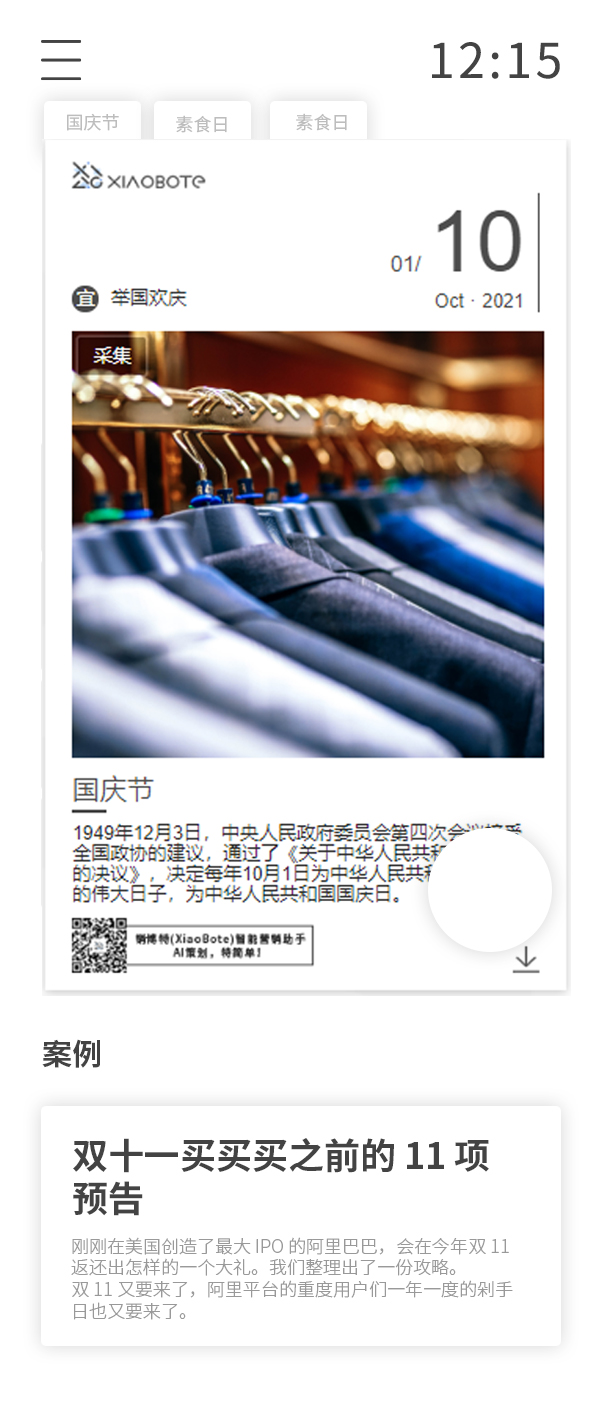 12:15
国庆节
素食日
素食日
XIAOBOTe
01/
10
Oct · 2021
宜
举国欢庆
采集
国庆节
1949年12月3日，中央人民政府委员会第四次会议接受
全国政协的建议，通过了《关于中华人民共和
的决议》，决定每年10月1日为中华人民共和
的伟大日子，为中华人民共和国国庆日。
销博特(XiaoBote)智能营销助手
AI策划，特简单！
案例
双十一买买买之前的 11 项
预告
刚刚在美国创造了最大 IPO 的阿里巴巴，会在今年双 11
返还出怎样的一个大礼。我们整理出了一份攻略。
双 11 又要来了，阿里平台的重度用户们一年一度的剁手
日也又要来了。